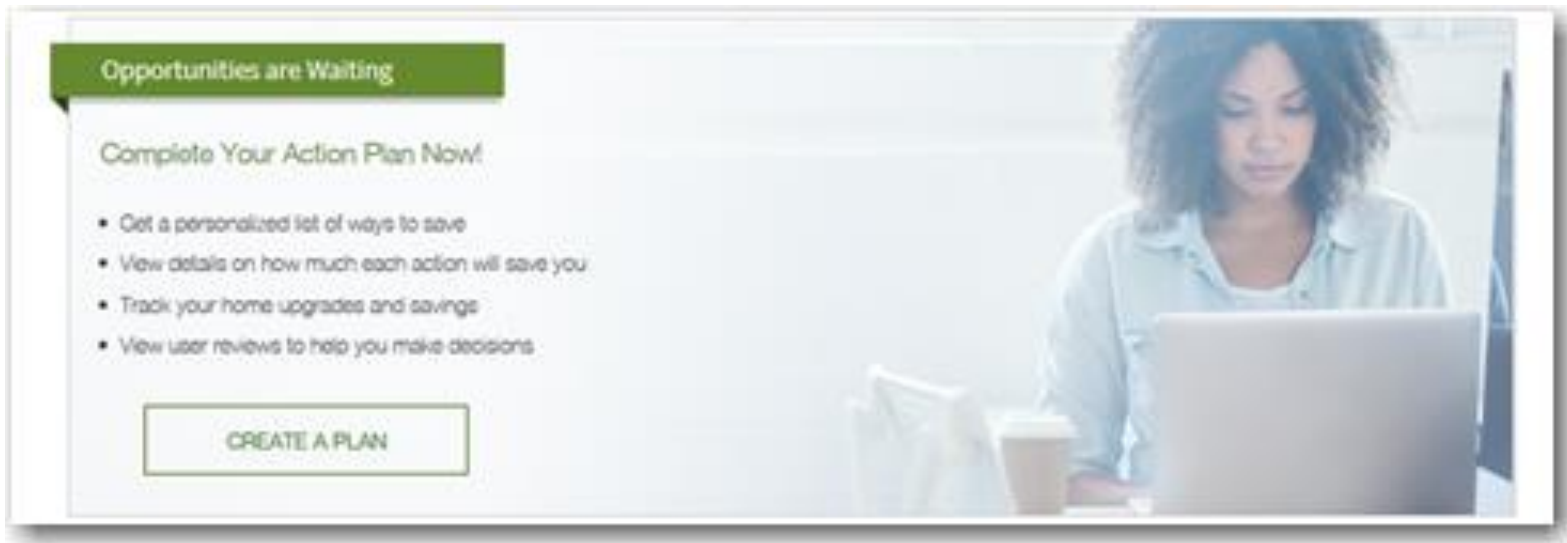 Opportunities are Waiting
Complete Your Action Plan Now!
• Get a personalized list of ways to save
• View details on how much each action will save you
• Track your home upgrades and savings
• View user reviews to help you make decisions
CREATE A PLAN